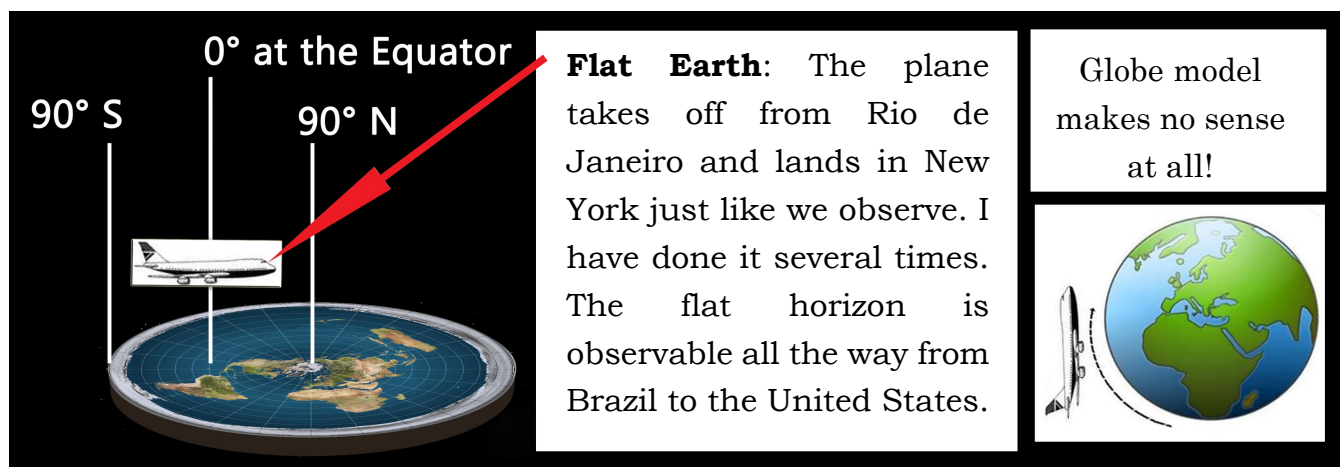 0° at the Equator
90° S
90° N
Flat Earth: The plane
takes off from Rio de
Janeiro and lands in New
York just like we observe. I
have done it several times.
The flat horizon is
observable all the way from
Brazil to the United States.
Globe model
makes no sense
at all!